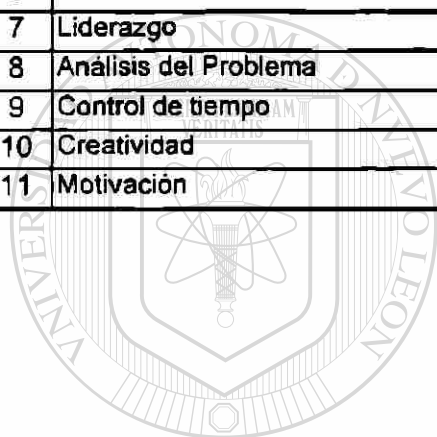 7 Liderazgo
8 Análisis del Problema
9 Control de tiempo
10 Creatividad
11 Motivación